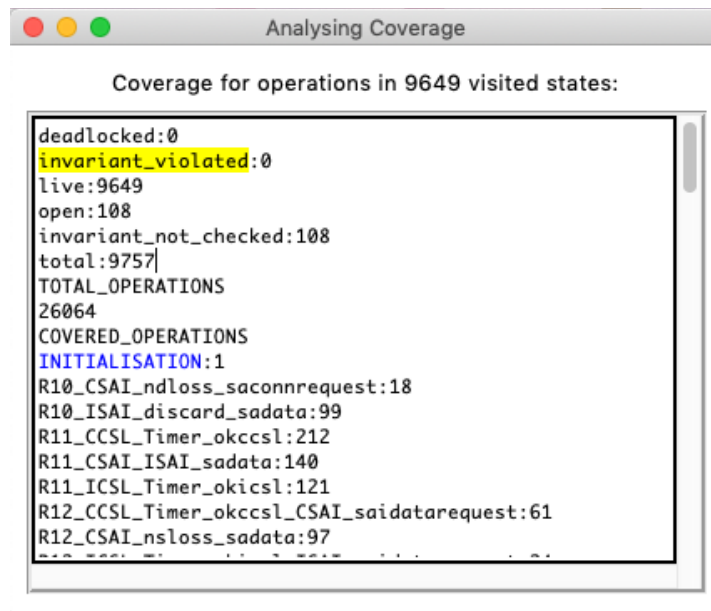 Analysing Coverage
Coverage for operations in 9649 visited states:
deadlocked:0
invariant_violated:0
live:9649
open:108
invariant_not_checked:108
total:9757
TOTAL_OPERATIONS
26064
COVERED_OPERATIONS
INITIALISATION:1
R10_CSAI_ndloss_saconnrequest:18
R10_ISAI_discard_sadata:99
R11_CCSL_Timer_okccsl:212
R11_CSAI_ISAI_sadata:140
R11_ICSL_Timer_okicsl:121
R12_CCSL_Timer_okccsl_CSAI_saidatarequest:61
R12_CSAI_nsloss_sadata:97